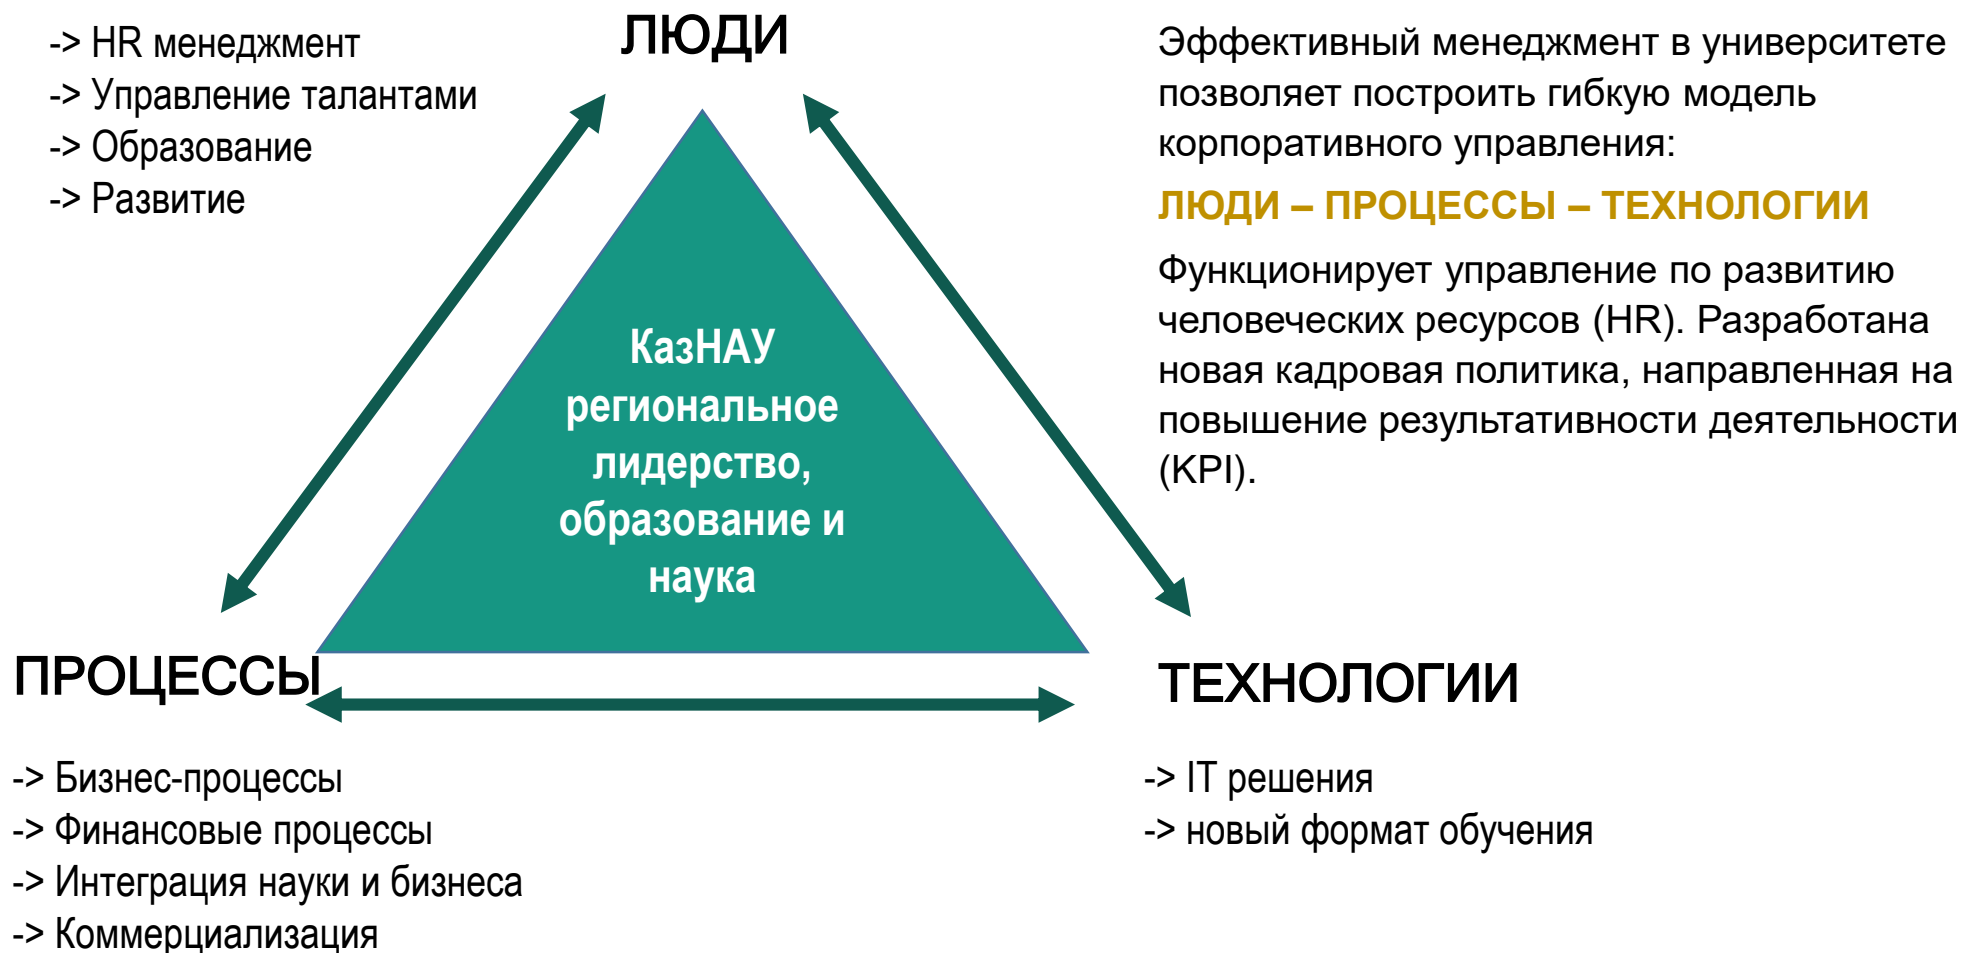 ЛЮДИ
-> HR менеджмент
-> Управление талантами
-> Образование
-> Развитие
Эффективный менеджмент в университете
позволяет построить гибкую модель
корпоративного управления:
ЛЮДИ – ПРОЦЕССЫ – ТЕХНОЛОГИИ
Функционирует управление по развитию
человеческих ресурсов (HR). Разработана
новая кадровая политика, направленная на
повышение результативности деятельности
(KPI).
КазНАУ
региональное
лидерство,
образование и
наука
ПРОЦЕССЫ
-> Бизнес-процессы
-> Финансовые процессы
-> Интеграция науки и бизнеса
-> Коммерциализация
ТЕХНОЛОГИИ
-> IT решения
-> новый формат обучения